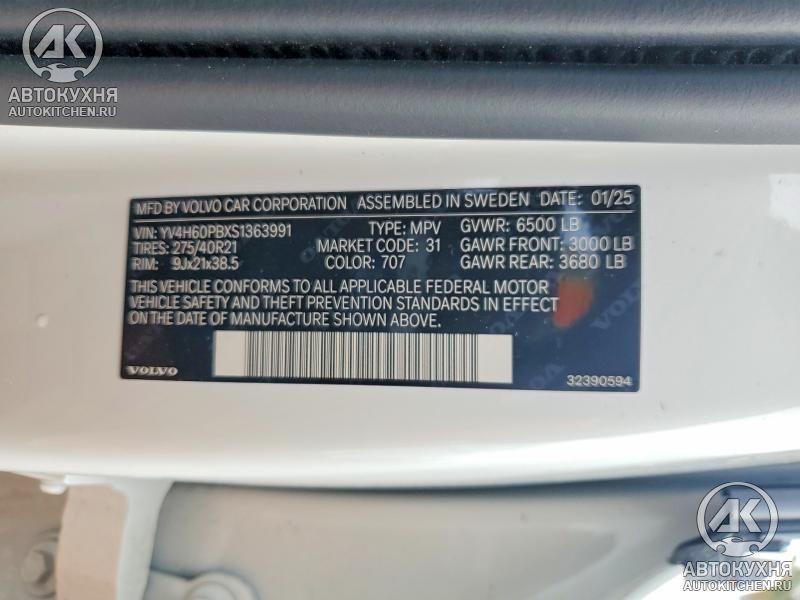 АК
АВТОКУХНЯ
AUTOKITCHEN.RU
MFD BY VOLVO CAR CORPORATION ASSEMBLED IN SWEDEN DATE: 01/25
VIN: YV4H60PBXS1363991 TYPE: MPV GVWR: 6500 LB
TIRES: 275/40R21 MARKET CODE: 31 GAWR FRONT: 3000 LB
RIM: 9Jx21x38.5 COLOR: 707 GAWR REAR: 3680 LB
THIS VEHICLE CONFORMS TO ALL APPLICABLE FEDERAL MOTOR
VEHICLE SAFETY AND THEFT PREVENTION STANDARDS IN EFFECT
ON THE DATE OF MANUFACTURE SHOWN ABOVE.
VOLVO 32390594
АК
АВТОКУХНЯ
AUTOKITCHEN.RU